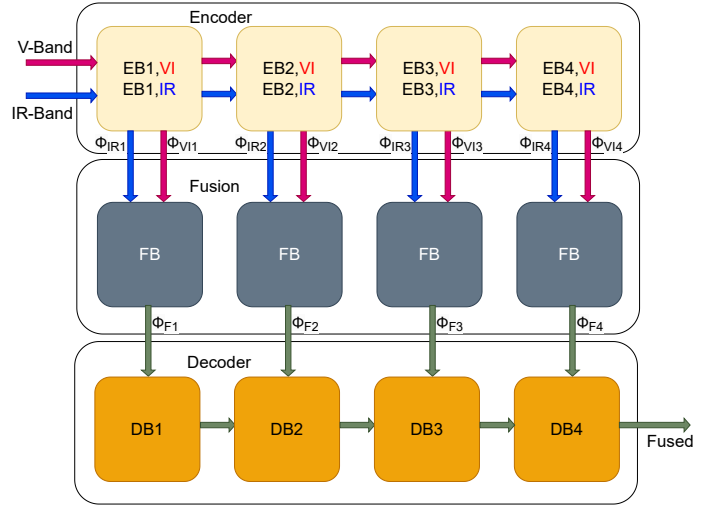 Encoder
V-Band
IR-Band
EB1,VI
EB1,IR
EB2,VI
EB2,IR
EB3,VI
EB3,IR
EB4,VI
EB4,IR
ΦIR1
ΦVI1
ΦIR2
ΦVI2
ΦIR3
ΦVI3
ΦIR4
ΦVI4
Fusion
FB
FB
FB
FB
ΦF1
ΦF2
ΦF3
ΦF4
Decoder
DB1
DB2
DB3
DB4
Fused